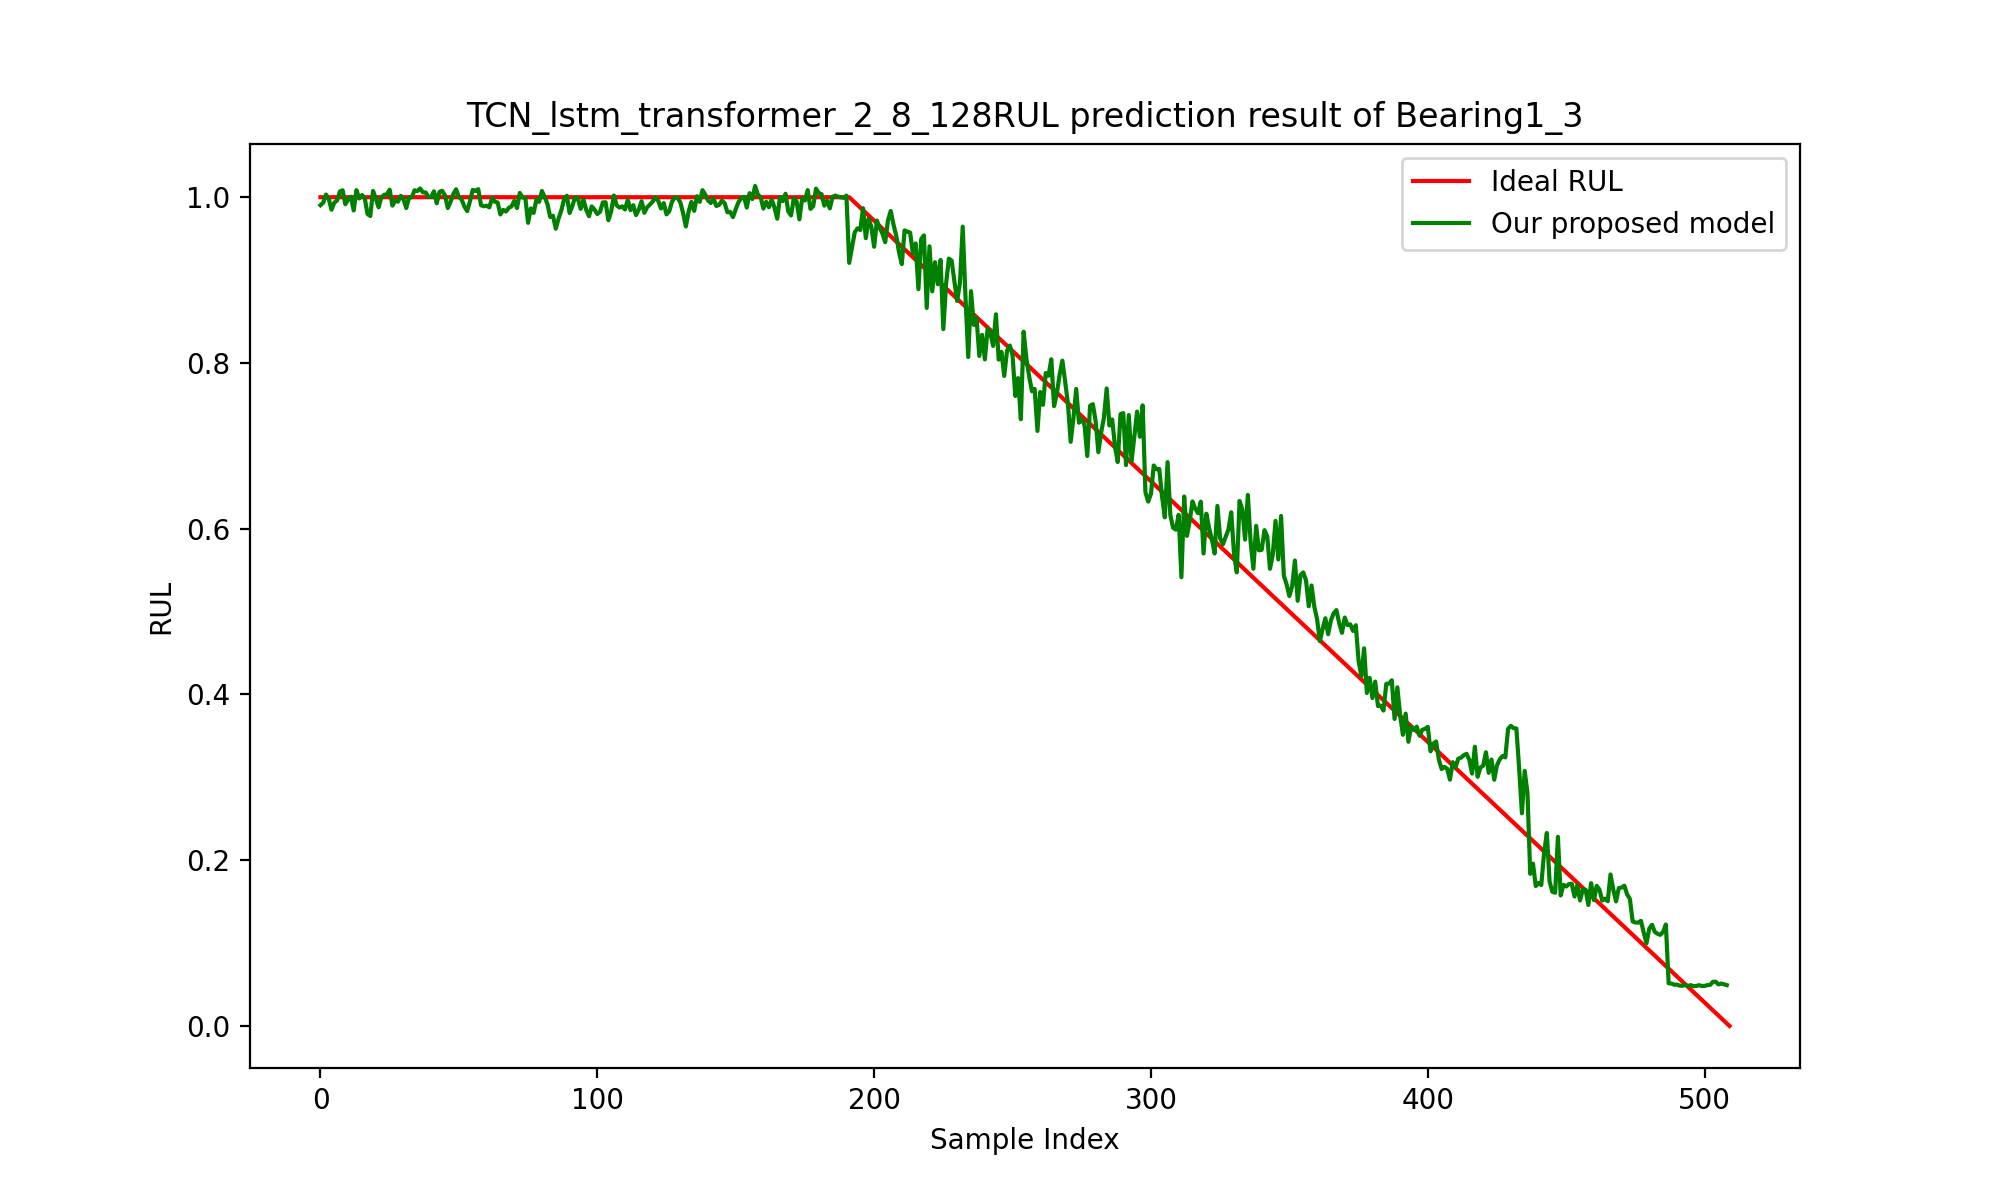 TCN_lstm_transformer_2_8_128RUL prediction result of Bearing1_3
Ideal RUL
Our proposed model
1.0
0.8
0.6
0.4
0.2
0.0
RUL
0 100 200 300 400 500
Sample Index